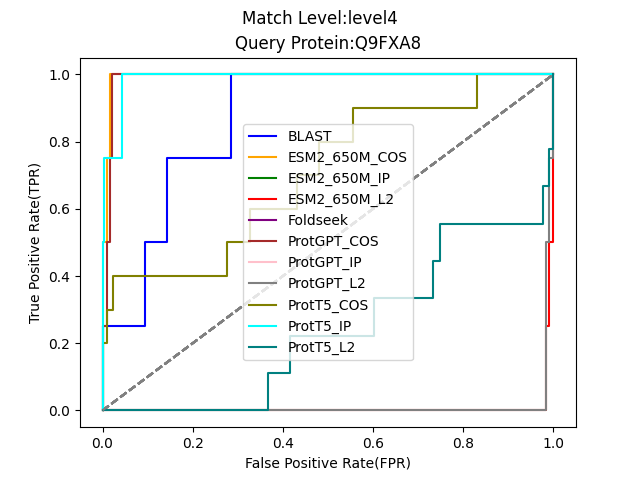 Match Level:level4
Query Protein:Q9FXA8
True Positive Rate(TPR)
1.0
0.8
0.6
0.4
0.2
0.0
BLAST
ESM2_650M_COS
ESM2_650M_IP
ESM2_650M_L2
Foldseek
ProtGPT_COS
ProtGPT_IP
ProtGPT_L2
ProtT5_COS
ProtT5_IP
ProtT5_L2
0.0 0.2 0.4 0.6 0.8 1.0
False Positive Rate(FPR)